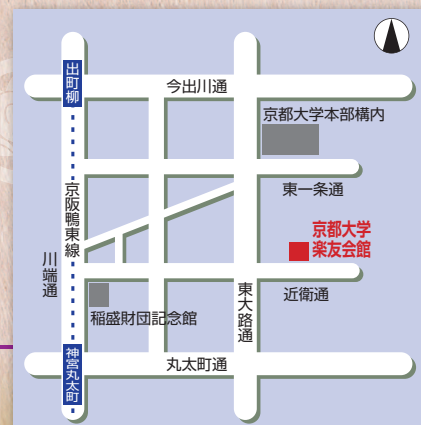 出町柳
今出川通
京都大学本部構内
東一条通
京阪鴨東線
京都大学
楽友会館
川端通
近衛通
東大路通
稲盛財団記念館
神宮丸太町
丸太町通